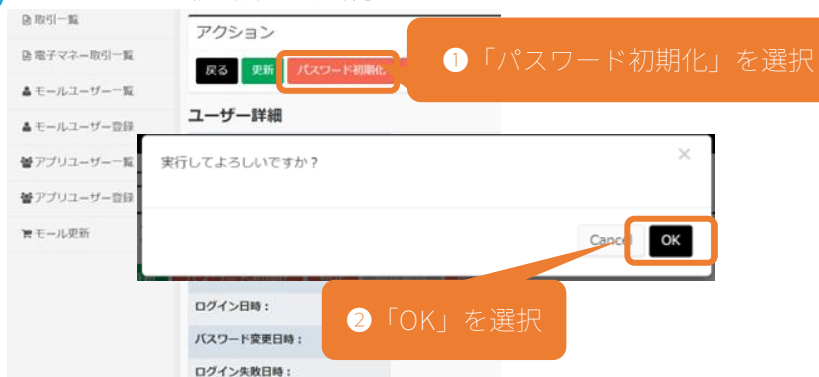 取引一覧
電子マネー取引一覧
モールユーザー一覧
モールユーザー登録
アプリユーザー一覧
アプリユーザー登録
モール更新
アクション
戻る 更新 パスワード初期化
❶「パスワード初期化」を選択
ユーザー詳細
実行してよろしいですか？
×
Cancel OK
❷「OK」を選択
ログイン日時：
パスワード変更日時：
ログイン失敗日時：